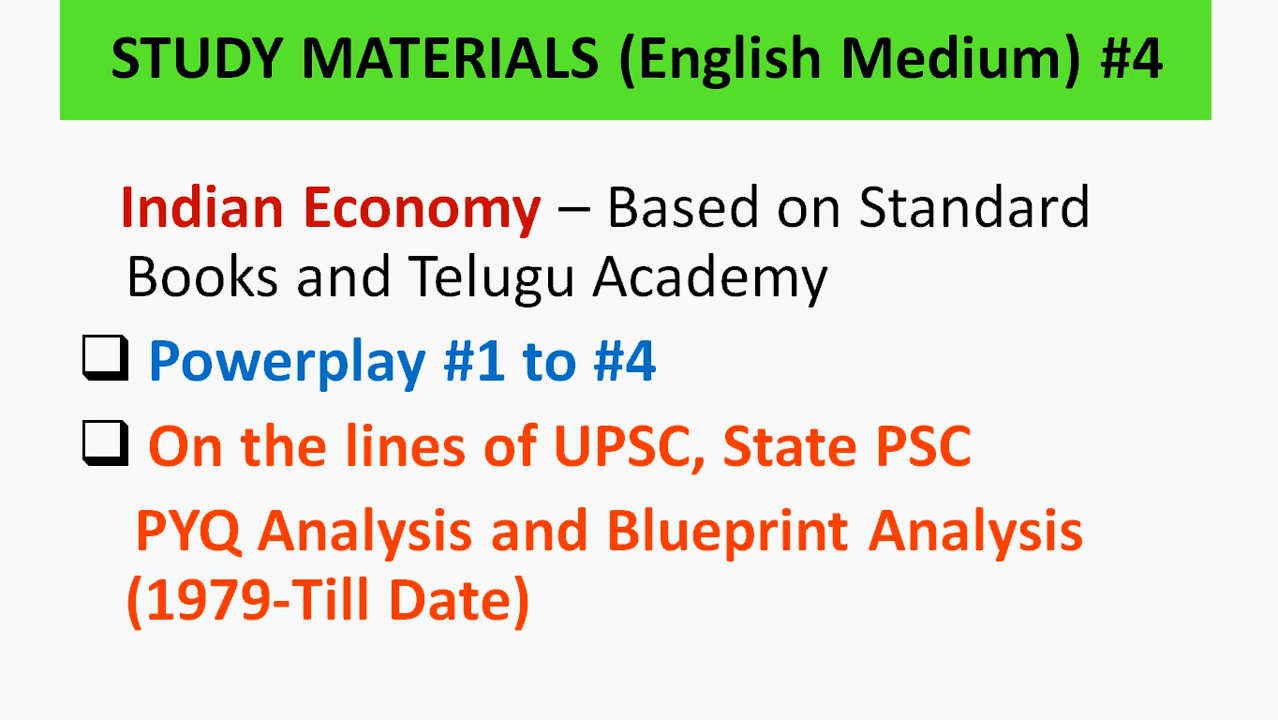 STUDY MATERIALS (English Medium) #4
Indian Economy – Based on Standard
Books and Telugu Academy
❑ Powerplay #1 to #4
❑ On the lines of UPSC, State PSC
PYQ Analysis and Blueprint Analysis
(1979-Till Date)